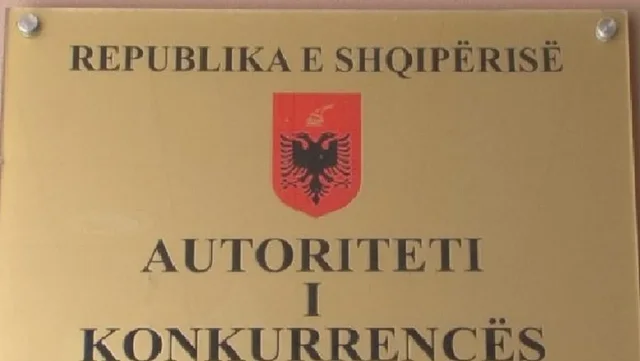 REPUBLIKA E SHQIPËRISË
AUTORITETI
I
KONKURRENCËS